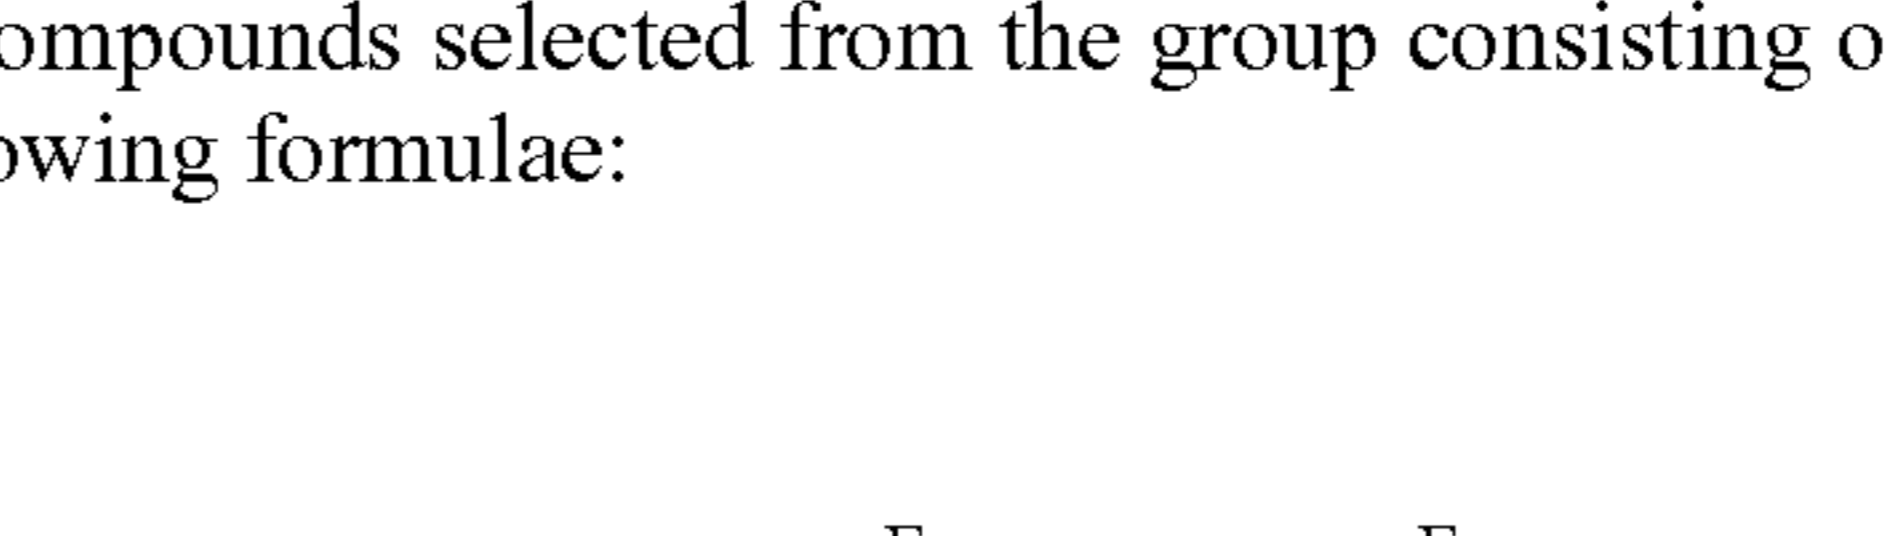 ompounds selected from the group consisting o
owing formulae: